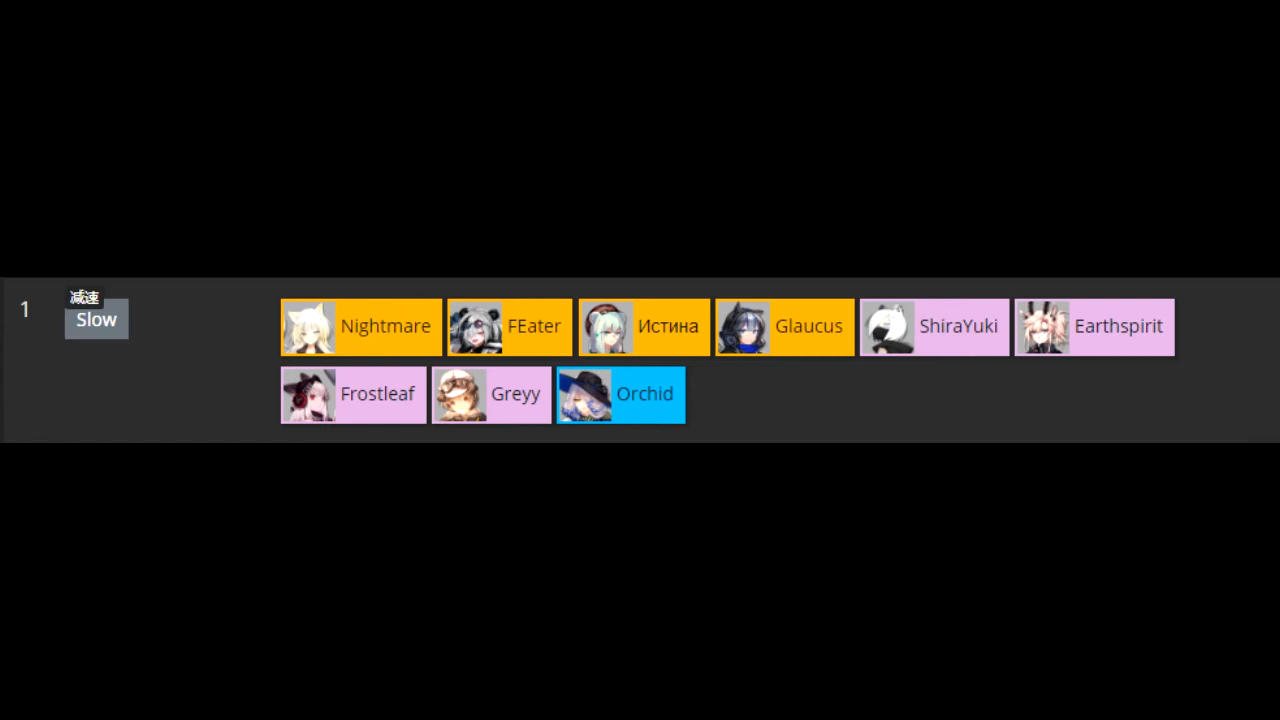 1
减速
Slow
Nightmare FEater Истина Glaucus ShiraYuki Earthspirit
Frostleaf Greyy Orchid